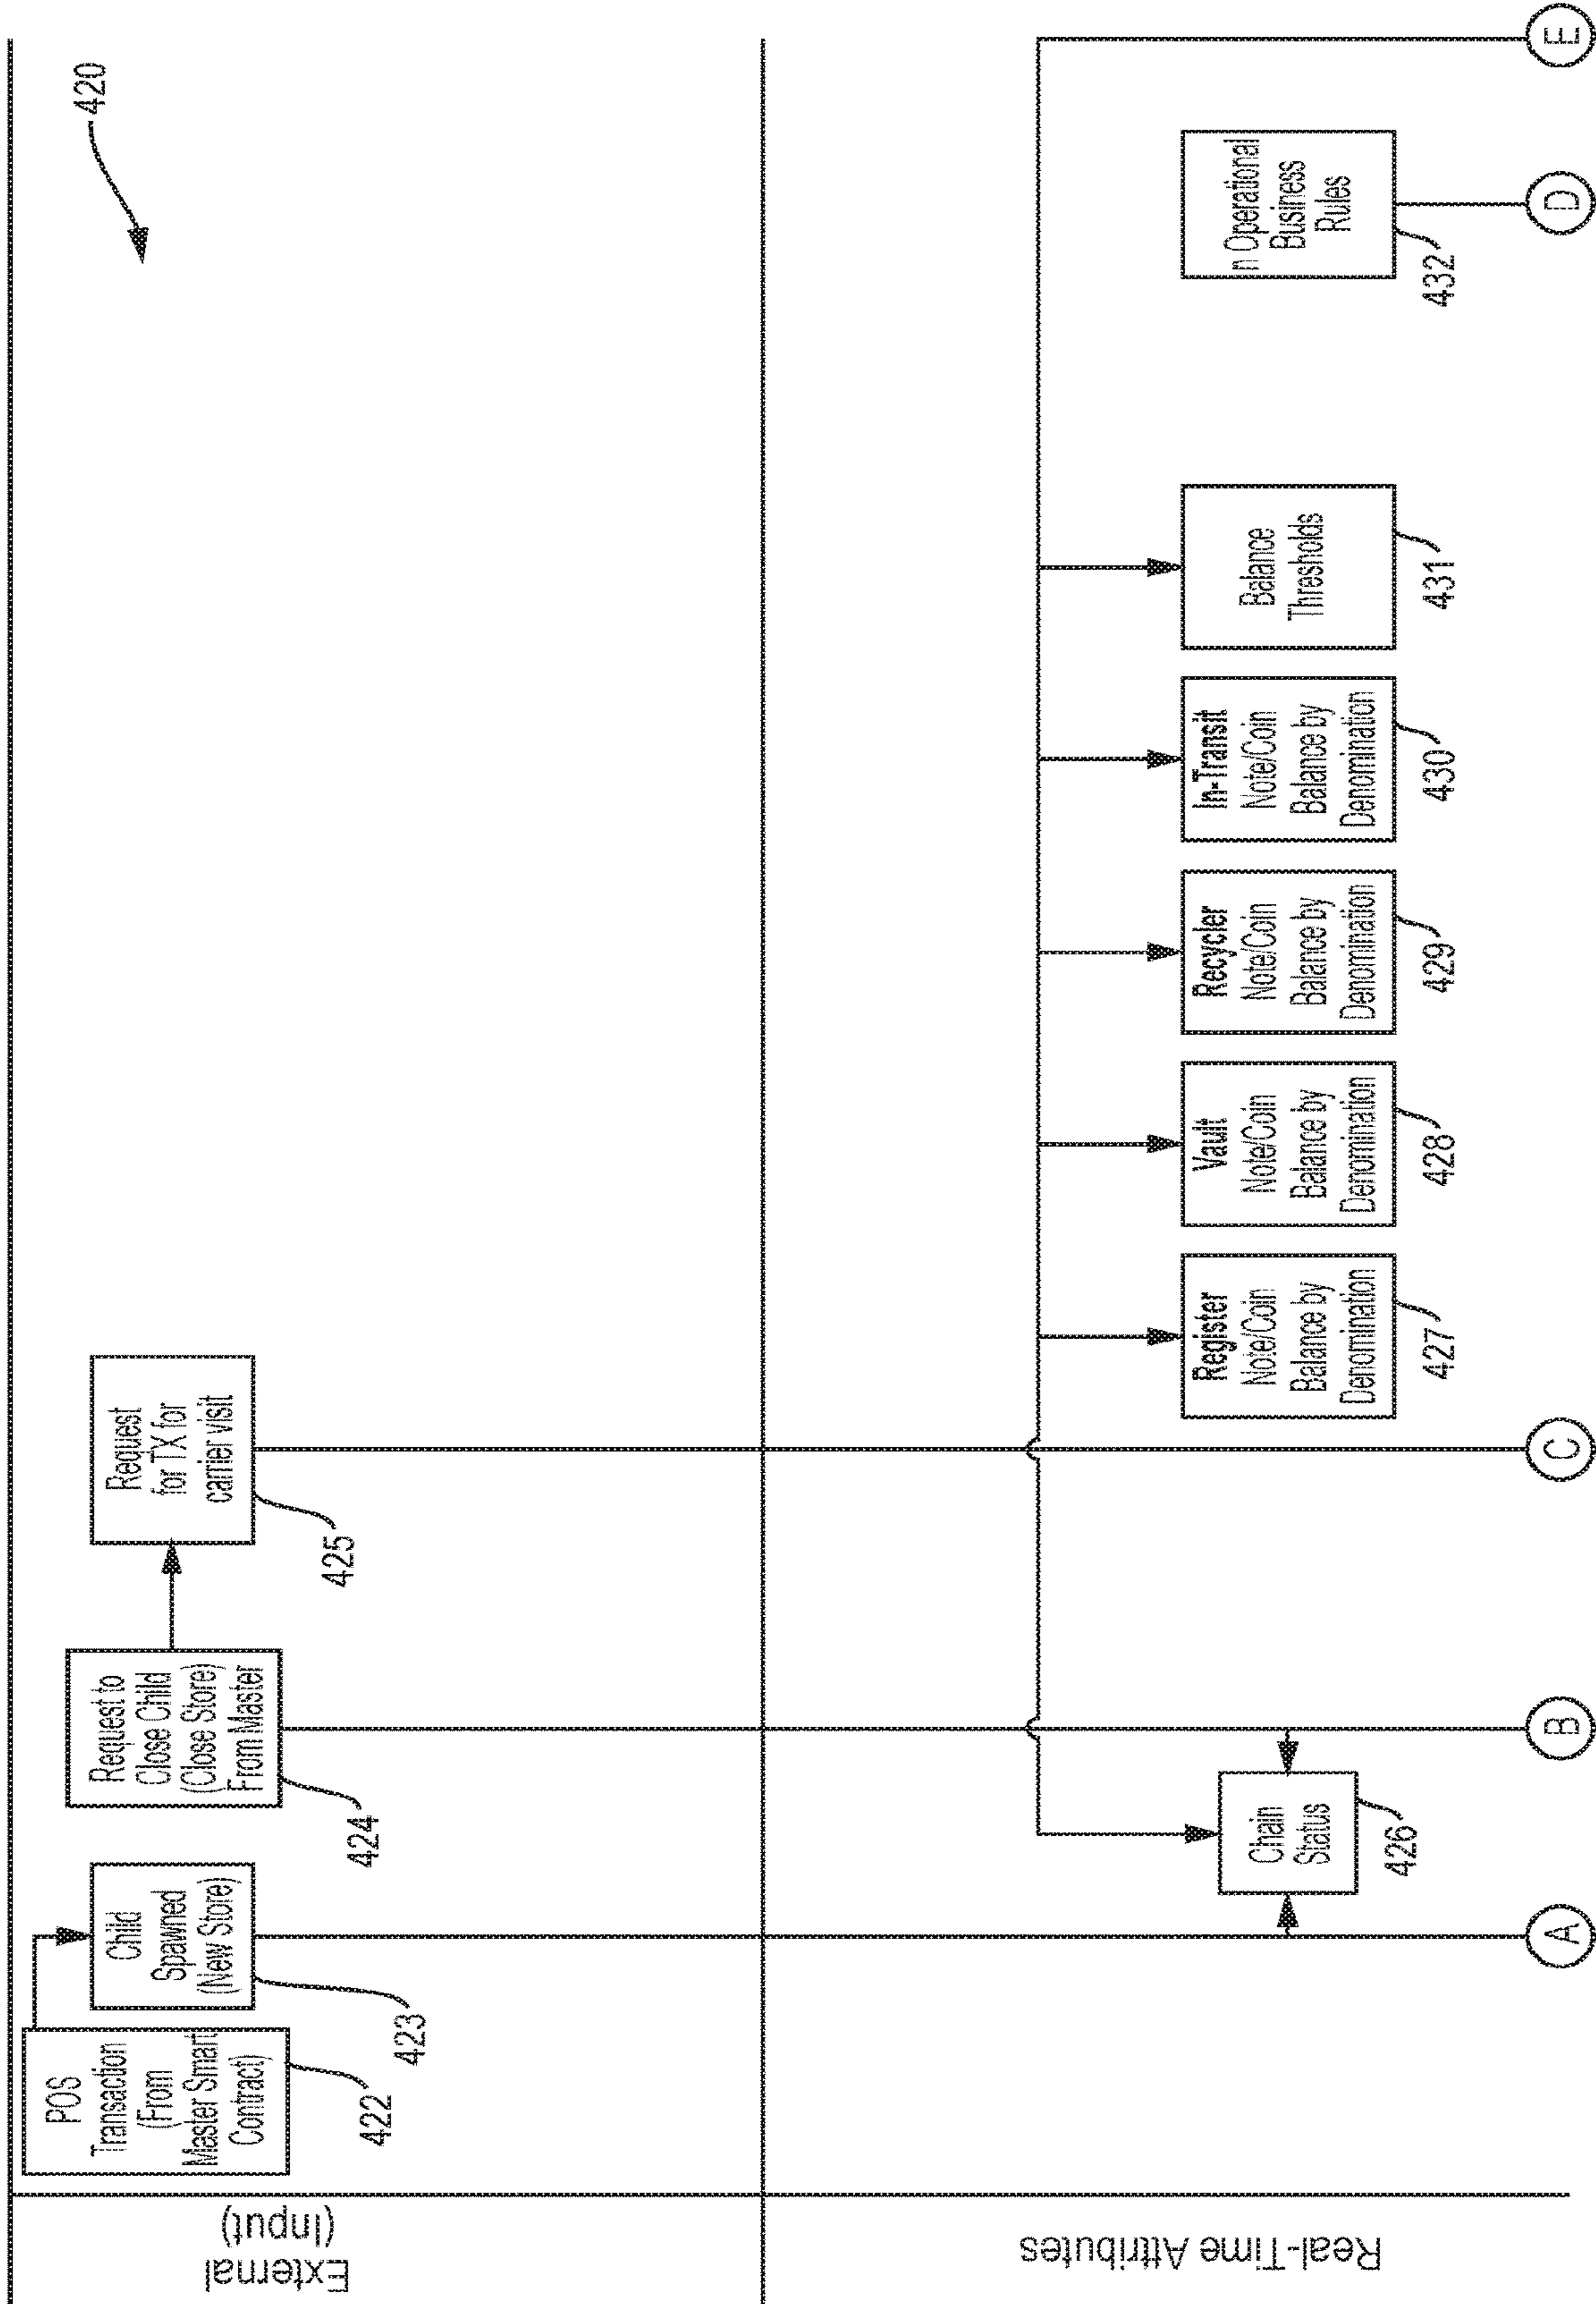 420
External
(Input)
POS
Transaction
(From
Master Smart
Contract)
422
Child
Spawned
(New Store)
423
Request to
Close Child
(Close Store)
From Master
424
Request
for TX for
carrier visit
425
Real-Time Attributes
Chain
Status
426
Register
Note/Coin
Balance by
Denomination
427
Vault
Note/Coin
Balance by
Denomination
428
Recycler
Note/Coin
Balance by
Denomination
429
In-Transit
Note/Coin
Balance by
Denomination
430
Balance
Thresholds
431
n Operational
Business
Rules
432
A
B
C
D
E